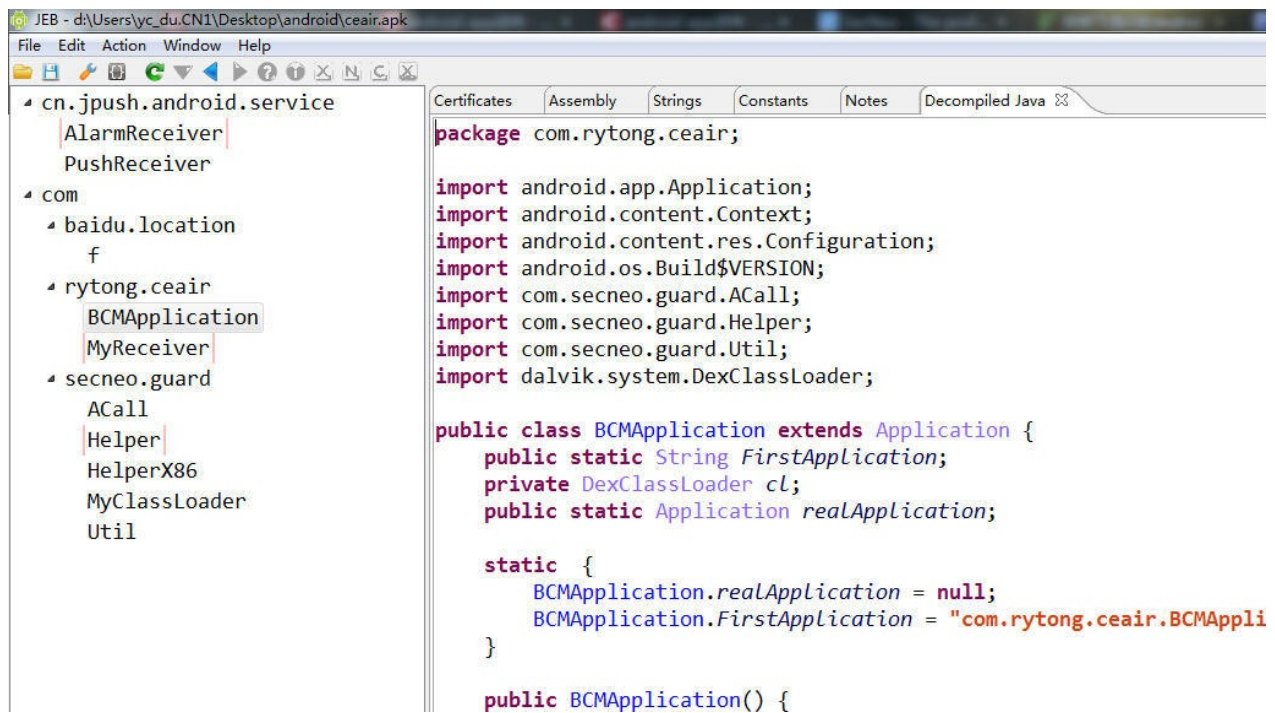 JEB - d:\Users\yc_du.CN1\Desktop\android\ceair.apk
File Edit Action Window Help
cn.jpush.android.service
AlarmReceiver
PushReceiver
com
baidu.location
f
rytong.ceair
BCMApplication
MyReceiver
secneo.guard
ACall
Helper
HelperX86
MyClassLoader
Util
Certificates Assembly Strings Constants Notes Decompiled Java
package com.rytong.ceair;
import android.app.Application;
import android.content.Context;
import android.content.res.Configuration;
import android.os.Build$VERSION;
import com.secneo.guard.ACall;
import com.secneo.guard.Helper;
import com.secneo.guard.Util;
import dalvik.system.DexClassLoader;
public class BCMApplication extends Application {
public static String FirstApplication;
private DexClassLoader cl;
public static Application realApplication;
static {
BCMApplication.realApplication = null;
BCMApplication.FirstApplication = "com.rytong.ceair.BCMAppli
}
public BCMApplication() {